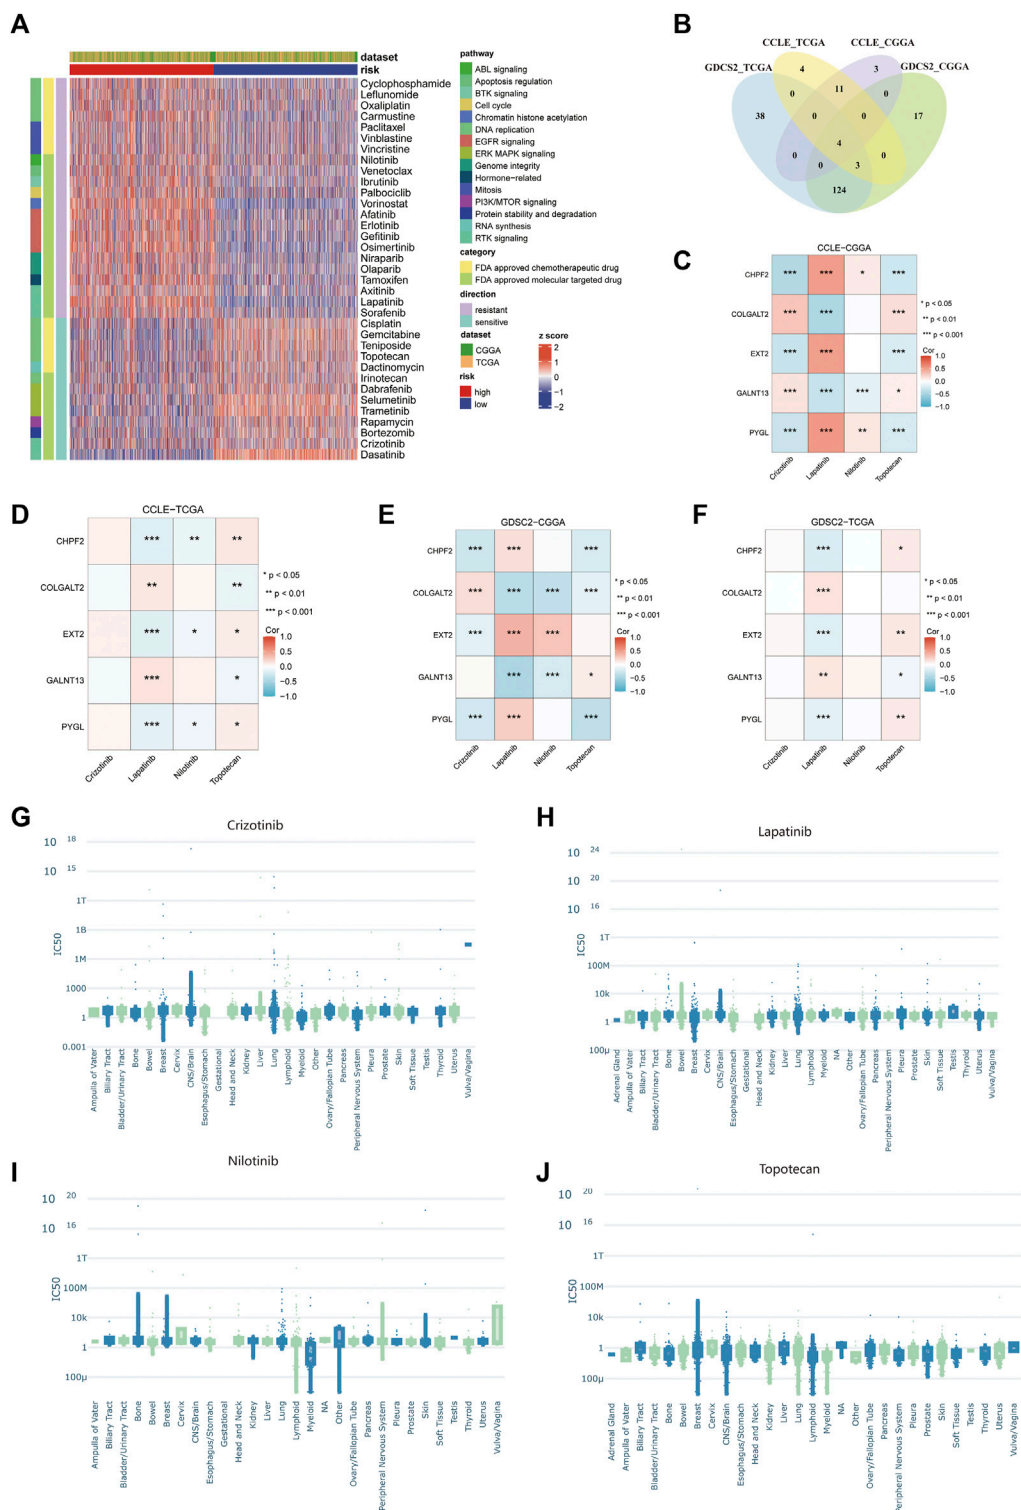 A
dataset
risk
Cyclophosphamide
Leflunomide
Oxaliplatin
Carmustine
Paclitaxel
Vinblastine
Vincristine
Nilotinib
Venetoclax
Ibrutinib
Palbociclib
Vorinostat
Afatinib
Erlotinib
Gefitinib
Osimertinib
Niraparib
Olaparib
Tamoxifen
Axitinib
Lapatinib
Sorafenib
Cisplatin
Gemcitabine
Teniposide
Topotecan
Dactinomycin
Irinotecan
Dabrafenib
Selumetinib
Trametinib
Rapamycin
Bortezomib
Crizotinib
Dasatinib
pathway
ABL signaling
Apoptosis regulation
BTK signaling
Cell cycle
Chromatin histone acetylation
DNA replication
EGFR signaling
ERK MAPK signaling
Genome integrity
Hormone-related
Mitosis
PI3K/MTOR signaling
Protein stability and degradation
RNA synthesis
RTK signaling
category
FDA approved chemotherapeutic drug
FDA approved molecular targeted drug
direction
resistant
sensitive
dataset
CGGA
TCGA
risk
high
low
z score
2
1
0
−1
−2
B
CCLE_TCGA CCLE_CGGA
GDCS2_TCGA GDCS2_CGGA
4 3
0 11 0
38 0 0 17
4
0 0 3 0
124
C
CCLE−CGGA
CHPF2 *** *** * ***
COLGALT2 *** *** ***
EXT2 *** *** ***
GALNT13 *** *** *** *
PYGL *** *** ** ***
Crizotinib Lapatinib Nilotinib Topotecan
* p < 0.05
** p < 0.01
*** p < 0.001
Cor
1.0
0.5
0.0
−0.5
−1.0
D
CCLE−TCGA
CHPF2 *** ** **
COLGALT2 ** **
EXT2 *** * *
GALNT13 *** *
PYGL *** * *
Crizotinib Lapatinib Nilotinib Topotecan
* p < 0.05
** p < 0.01
*** p < 0.001
Cor
1.0
0.5
0.0
−0.5
−1.0
E
GDSC2−CGGA
CHPF2 *** *** ***
COLGALT2 *** *** *** ***
EXT2 *** *** ***
GALNT13 *** *** *
PYGL *** *** ***
Crizotinib Lapatinib Nilotinib Topotecan
* p < 0.05
** p < 0.01
*** p < 0.001
Cor
1.0
0.5
0.0
−0.5
−1.0
F
GDSC2−TCGA
CHPF2 *** *
COLGALT2 ***
EXT2 *** **
GALNT13 ** *
PYGL *** **
Crizotinib Lapatinib Nilotinib Topotecan
* p < 0.05
** p < 0.01
*** p < 0.001
Cor
1.0
0.5
0.0
−0.5
−1.0
G
Crizotinib
IC50
10 18
10 15
1T
1B
1M
1000
1
0.001
Ampulla of Vater
Biliary Tract
Bladder/Urinary Tract
Bone
Bowel
Breast
Cervix
CNS/Brain
Esophagus/Stomach
Gestational
Head and Neck
Kidney
Liver
Lung
Lymphoid
Myeloid
Other
Ovary/Fallopian Tube
Pancreas
Peripheral Nervous System
Pleura
Prostate
Skin
Soft Tissue
Testis
Thyroid
Uterus
Vulva/Vagina
H
Lapatinib
IC50
10 24
10 20
10 16
1T
100M
10k
1
100μ
Adrenal Gland
Ampulla of Vater
Biliary Tract
Bladder/Urinary Tract
Bone
Bowel
Breast
Cervix
CNS/Brain
Esophagus/Stomach
Gestational
Head and Neck
Kidney
Liver
Lung
Lymphoid
Myeloid
NA
Other
Ovary/Fallopian Tube
Pancreas
Peripheral Nervous System
Pleura
Prostate
Skin
Soft Tissue
Testis
Thyroid
Uterus
Vulva/Vagina
I
Nilotinib
IC50
10 20
10 16
1T
100M
10k
1
100μ
Ampulla of Vater
Biliary Tract
Bladder/Urinary Tract
Bone
Bowel
Breast
Cervix
CNS/Brain
Esophagus/Stomach
Gestational
Head and Neck
Kidney
Liver
Lung
Lymphoid
Myeloid
NA
Other
Ovary/Fallopian Tube
Pancreas
Peripheral Nervous System
Pleura
Prostate
Skin
Soft Tissue
Testis
Thyroid
Uterus
Vulva/Vagina
J
Topotecan
IC50
10 20
10 16
1T
100M
10k
1
100μ
Adrenal Gland
Ampulla of Vater
Biliary Tract
Bladder/Urinary Tract
Bone
Bowel
Breast
Cervix
CNS/Brain
Esophagus/Stomach
Head and Neck
Kidney
Liver
Lung
Lymphoid
Myeloid
NA
Other
Ovary/Fallopian Tube
Pancreas
Peripheral Nervous System
Pleura
Prostate
Skin
Soft Tissue
Testis
Thyroid
Uterus
Vulva/Vagina